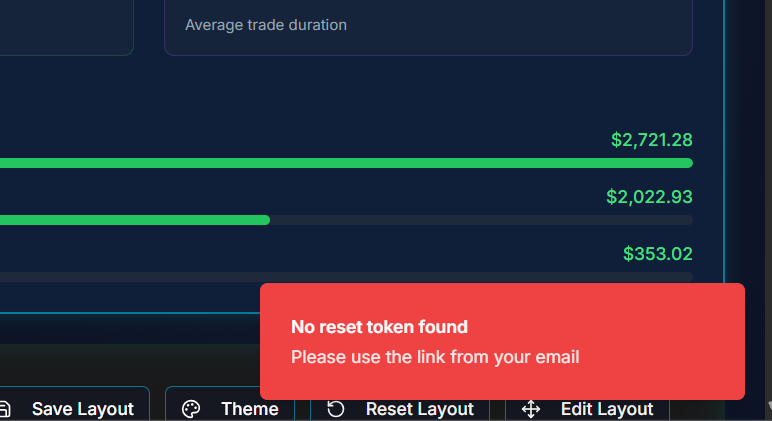 Average trade duration
$2,721.28
$2,022.93
$353.02
No reset token found
Please use the link from your email
Save Layout
Theme
Reset Layout
Edit Layout